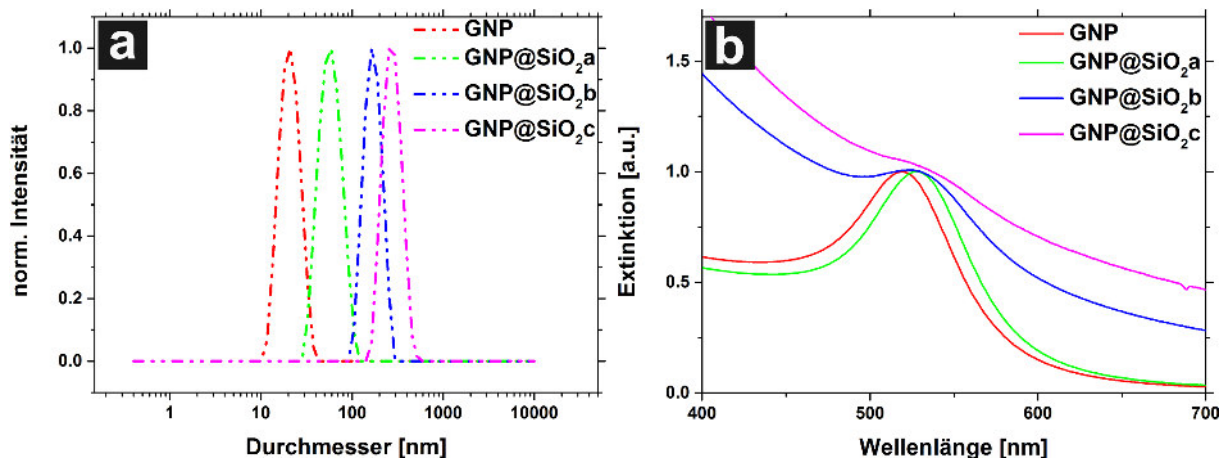 a
GNP
GNP@SiO₂a
GNP@SiO₂b
GNP@SiO₂c
norm. Intensität
1.0
0.8
0.6
0.4
0.2
0.0
1
10
100
1000
10000
Durchmesser [nm]
b
GNP
GNP@SiO₂a
GNP@SiO₂b
GNP@SiO₂c
Extinktion [a.u.]
1.5
1.0
0.5
0.0
400
500
600
700
Wellenlänge [nm]